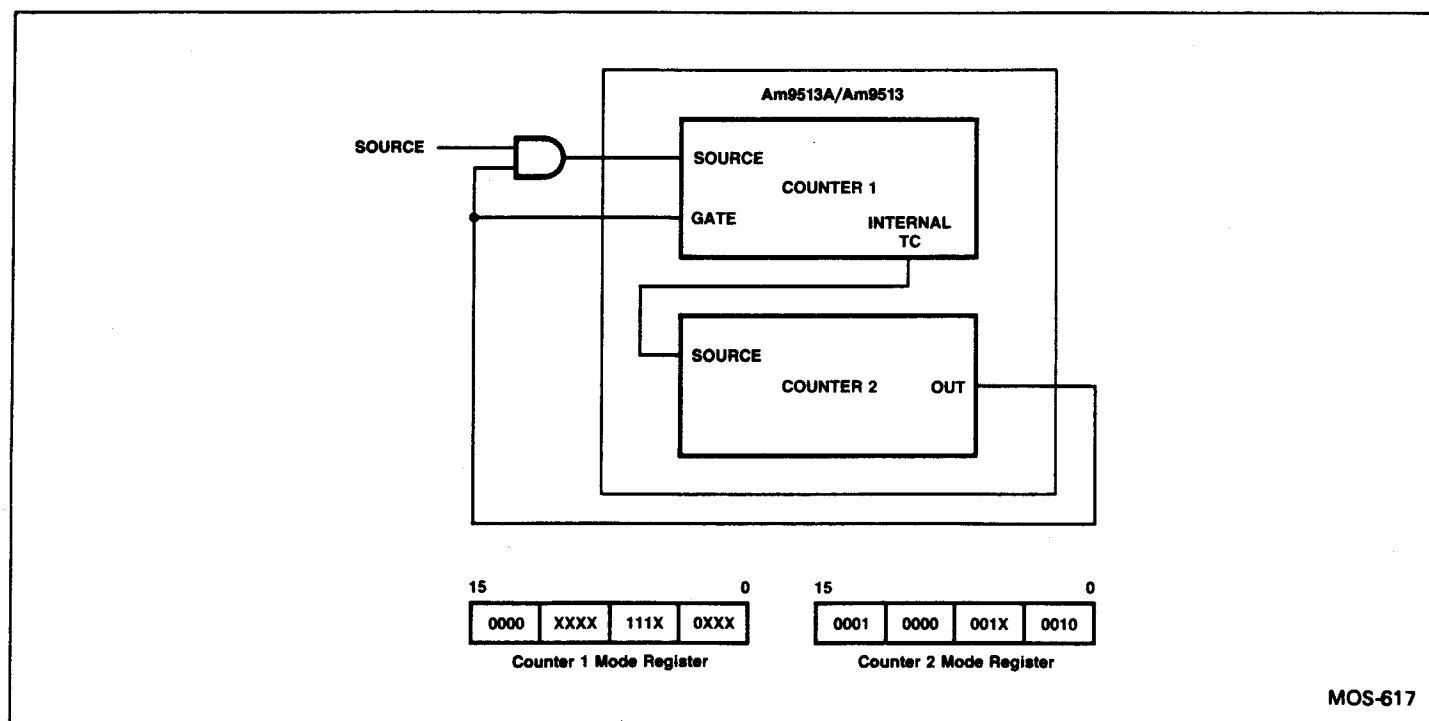 Am9513A/Am9513
SOURCE
SOURCE
COUNTER 1
GATE
INTERNAL
TC
SOURCE
COUNTER 2
OUT
15 0
0000 XXXX 111X 0XXX
Counter 1 Mode Register
15 0
0001 0000 001X 0010
Counter 2 Mode Register
MOS-617